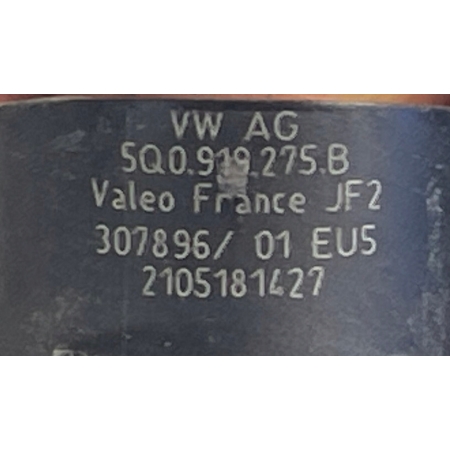 VW AG
5Q0.919.275.B
Valeo France JF2
307896/ 01 EU5
2105181427